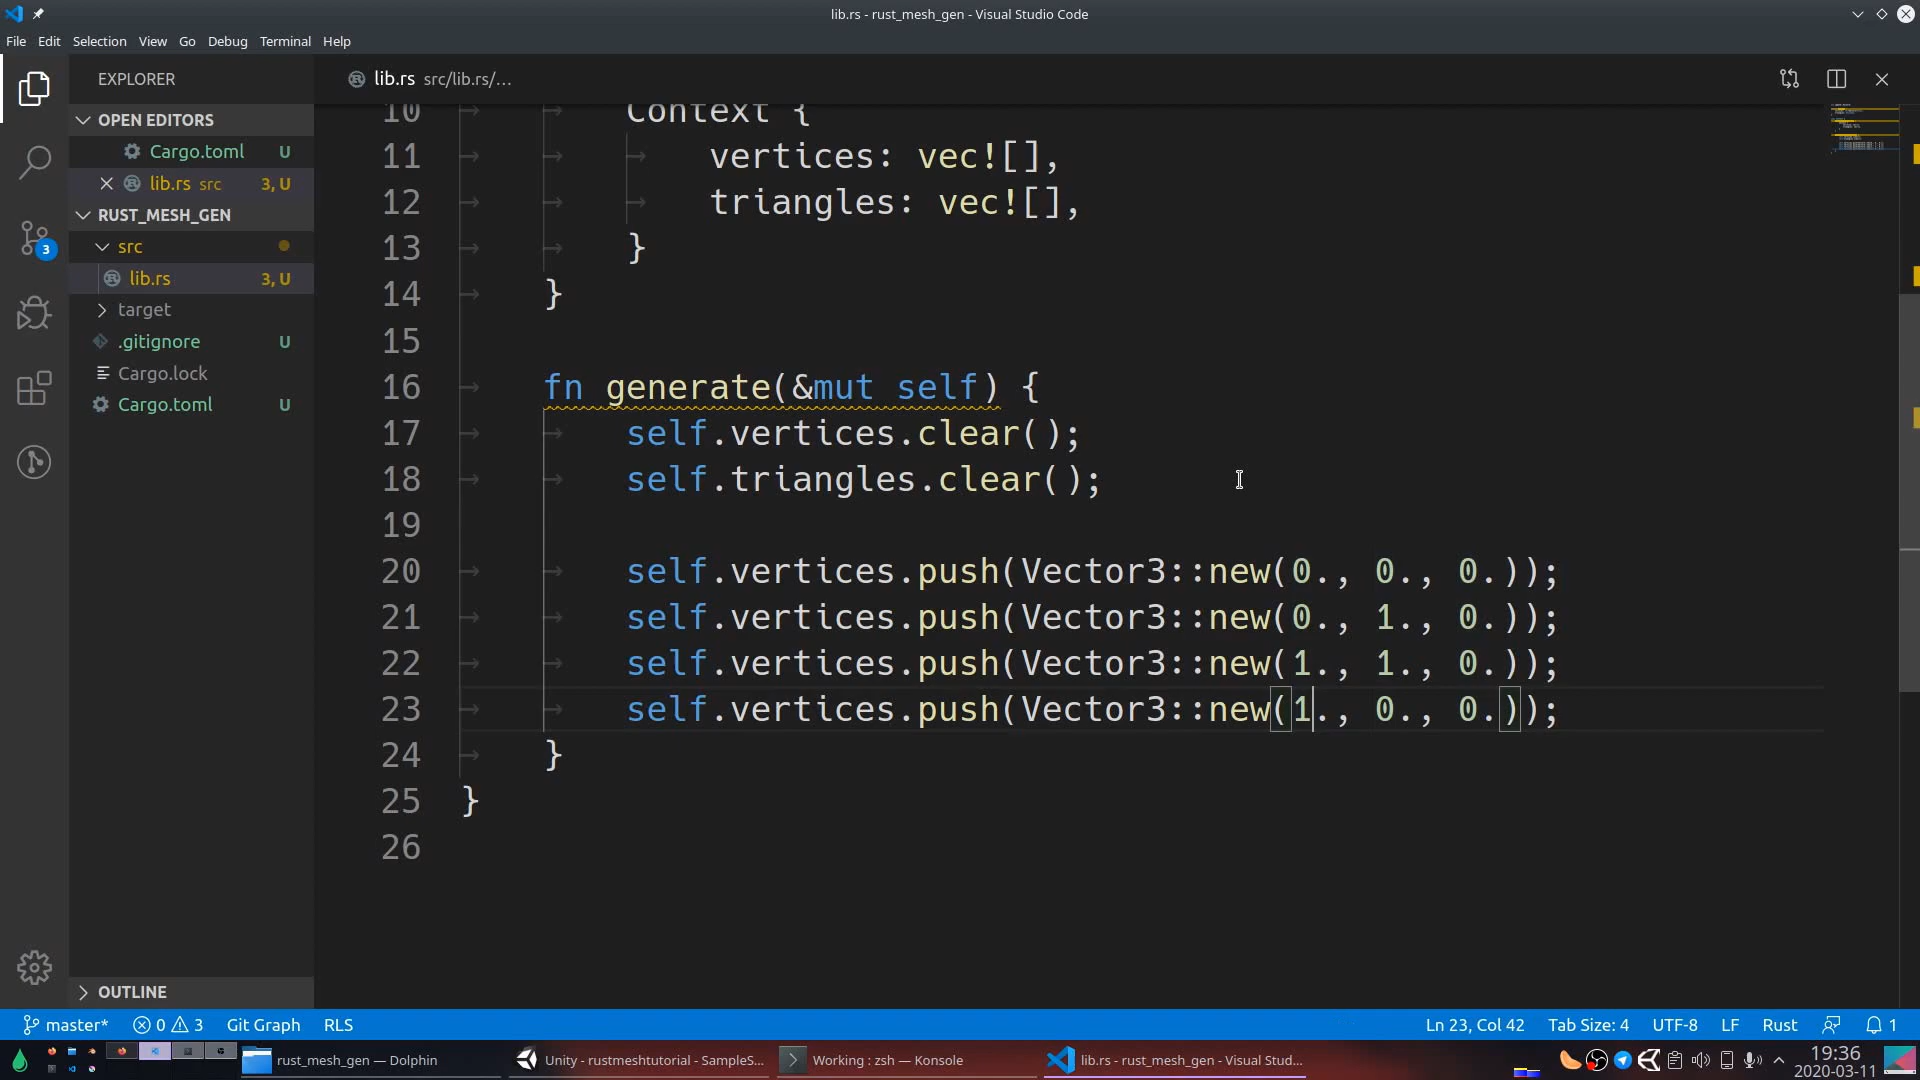 lib.rs - rust_mesh_gen - Visual Studio Code
File Edit Selection View Go Debug Terminal Help
EXPLORER
OPEN EDITORS
Cargo.toml U
lib.rs src 3, U
RUST_MESH_GEN
src
lib.rs 3, U
target
.gitignore U
Cargo.lock
Cargo.toml U
OUTLINE
3
lib.rs src/lib.rs/...
10 Context {
11 vertices: vec![],
12 triangles: vec![],
13 }
14 }
15
16 fn generate(&mut self) {
17 self.vertices.clear();
18 self.triangles.clear();
19
20 self.vertices.push(Vector3::new(0., 0., 0.));
21 self.vertices.push(Vector3::new(0., 1., 0.));
22 self.vertices.push(Vector3::new(1., 1., 0.));
23 self.vertices.push(Vector3::new(1., 0., 0.));
24 }
25 }
26
master* 0 3 Git Graph RLS Ln 23, Col 42 Tab Size: 4 UTF-8 LF Rust 1
rust_mesh_gen — Dolphin Unity - rustmeshtutorial - SampleS... Working : zsh — Konsole lib.rs - rust_mesh_gen - Visual Stud... 19:36
2020-03-11